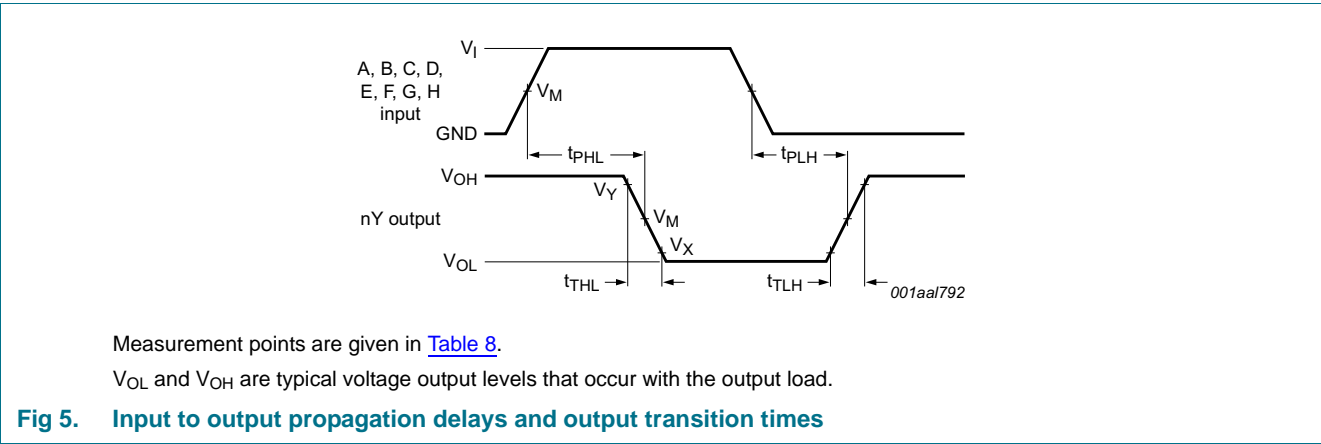 VI
A, B, C, D,
E, F, G, H
input
VM
GND
tPHL
tPLH
VOH
VY
nY output
VM
VX
VOL
tTHL
tTLH
001aal792
Measurement points are given in Table 8.
VOL and VOH are typical voltage output levels that occur with the output load.
Fig 5. Input to output propagation delays and output transition times